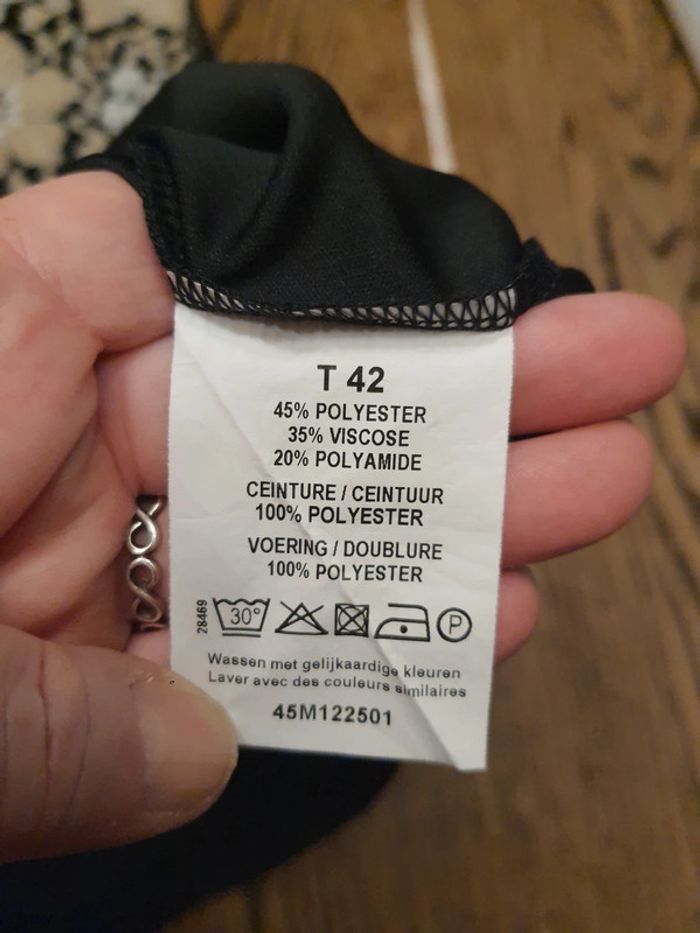 T 42
45% POLYESTER
35% VISCOSE
20% POLYAMIDE
CEINTURE / CEINTUUR
100% POLYESTER
VOERING / DOUBLURE
100% POLYESTER
28469
30°
P
Wassen met gelijkaardige kleuren
Laver avec des couleurs similaires
45M122501